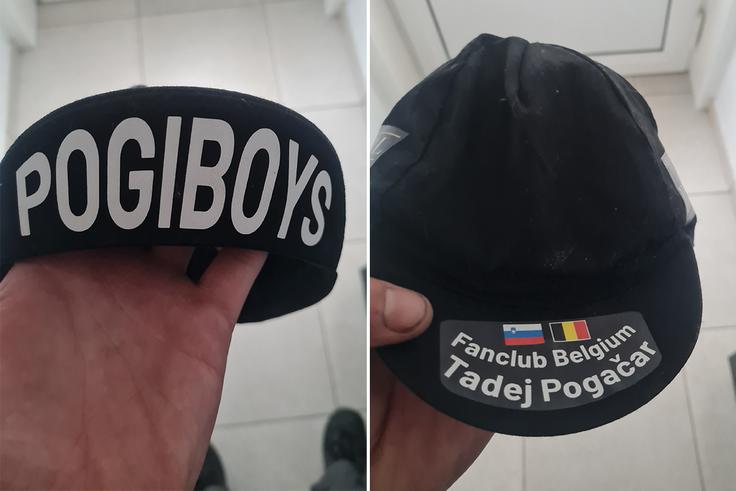 POGIBOYS
Fanclub Belgium
Tadej Pogačar